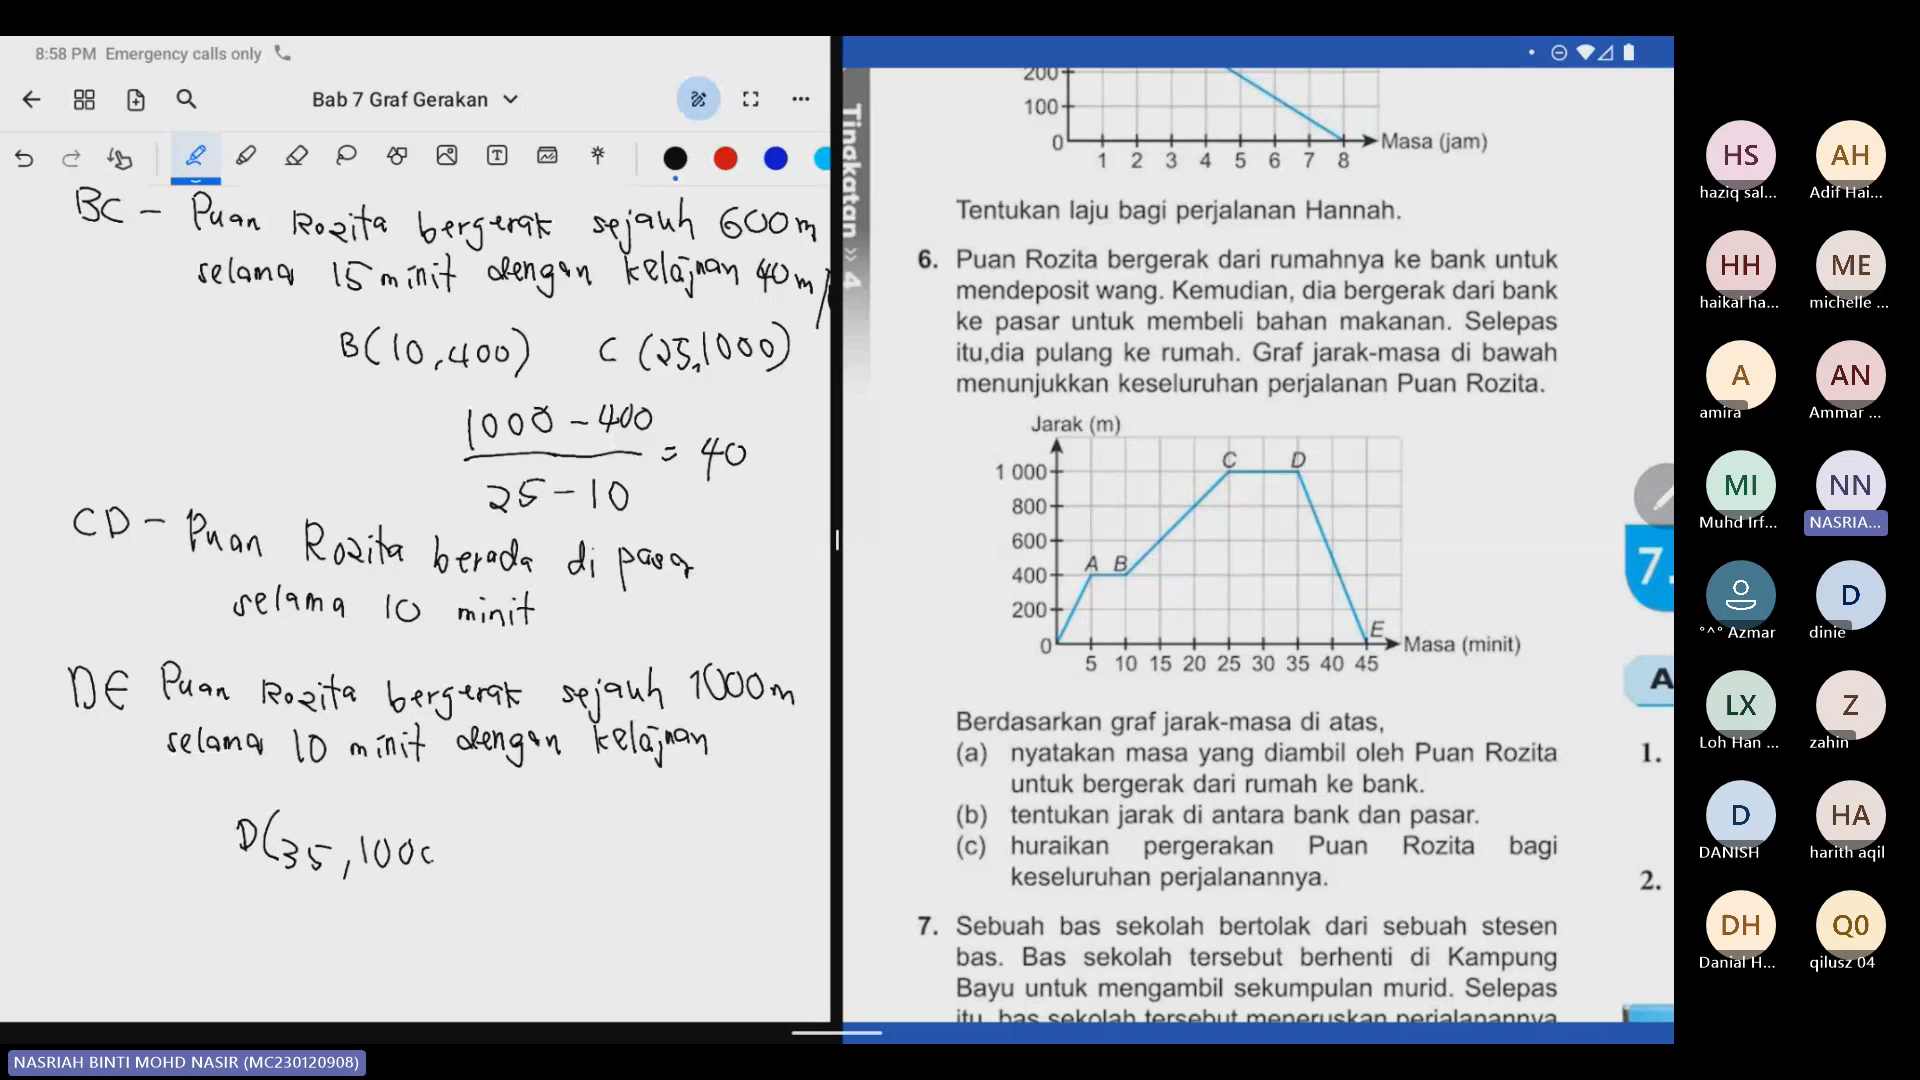 8:58 PM Emergency calls only
Bab 7 Graf Gerakan
BC - Puan Rozita bergerak sejauh 600m
selama 15 minit dengan kelajuan 40m/
B(10,400) C (25,1000)
1000 - 400
25 - 10
= 40
CD - Puan Rozita berada di pasar
selama 10 minit
DE Puan Rozita bergerak sejauh 1000m
selama 10 minit dengan kelajuan
D(35,100
Tingkatan » 4
200
100
0
1 2 3 4 5 6 7 8
Masa (jam)
Tentukan laju bagi perjalanan Hannah.
6. Puan Rozita bergerak dari rumahnya ke bank untuk
mendeposit wang. Kemudian, dia bergerak dari bank
ke pasar untuk membeli bahan makanan. Selepas
itu,dia pulang ke rumah. Graf jarak-masa di bawah
menunjukkan keseluruhan perjalanan Puan Rozita.
Jarak (m)
1 000
800
600
400
200
0
A B C D E
5 10 15 20 25 30 35 40 45
Masa (minit)
Berdasarkan graf jarak-masa di atas,
(a) nyatakan masa yang diambil oleh Puan Rozita
untuk bergerak dari rumah ke bank.
(b) tentukan jarak di antara bank dan pasar.
(c) huraikan pergerakan Puan Rozita bagi
keseluruhan perjalanannya.
7. Sebuah bas sekolah bertolak dari sebuah stesen
bas. Bas sekolah tersebut berhenti di Kampung
Bayu untuk mengambil sekumpulan murid. Selepas
itu, bas sekolah tersebut meneruskan perjalanannya
7.
A
1.
2.
HS AH
haziq sal... Adif Hai...
HH ME
haikal ha... michelle ...
A AN
amira Ammar ...
MI NN
Muhd Irf... NASRIA...
D
°^° Azmar dinie
LX Z
Loh Han ... zahin
D HA
DANISH harith aqil
DH Q0
Danial H... qilusz 04
NASRIAH BINTI MOHD NASIR (MC230120908)